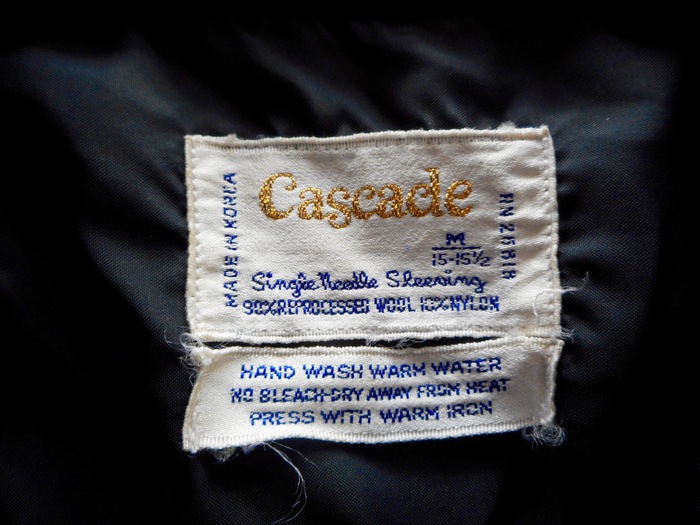 Cascade
MADE IN KOREA
RN 26618
M
15-15½
Single Needle Sleeving
90% REPROCESSED WOOL 10% NYLON
HAND WASH WARM WATER
NO BLEACH-DRY AWAY FROM HEAT
PRESS WITH WARM IRON